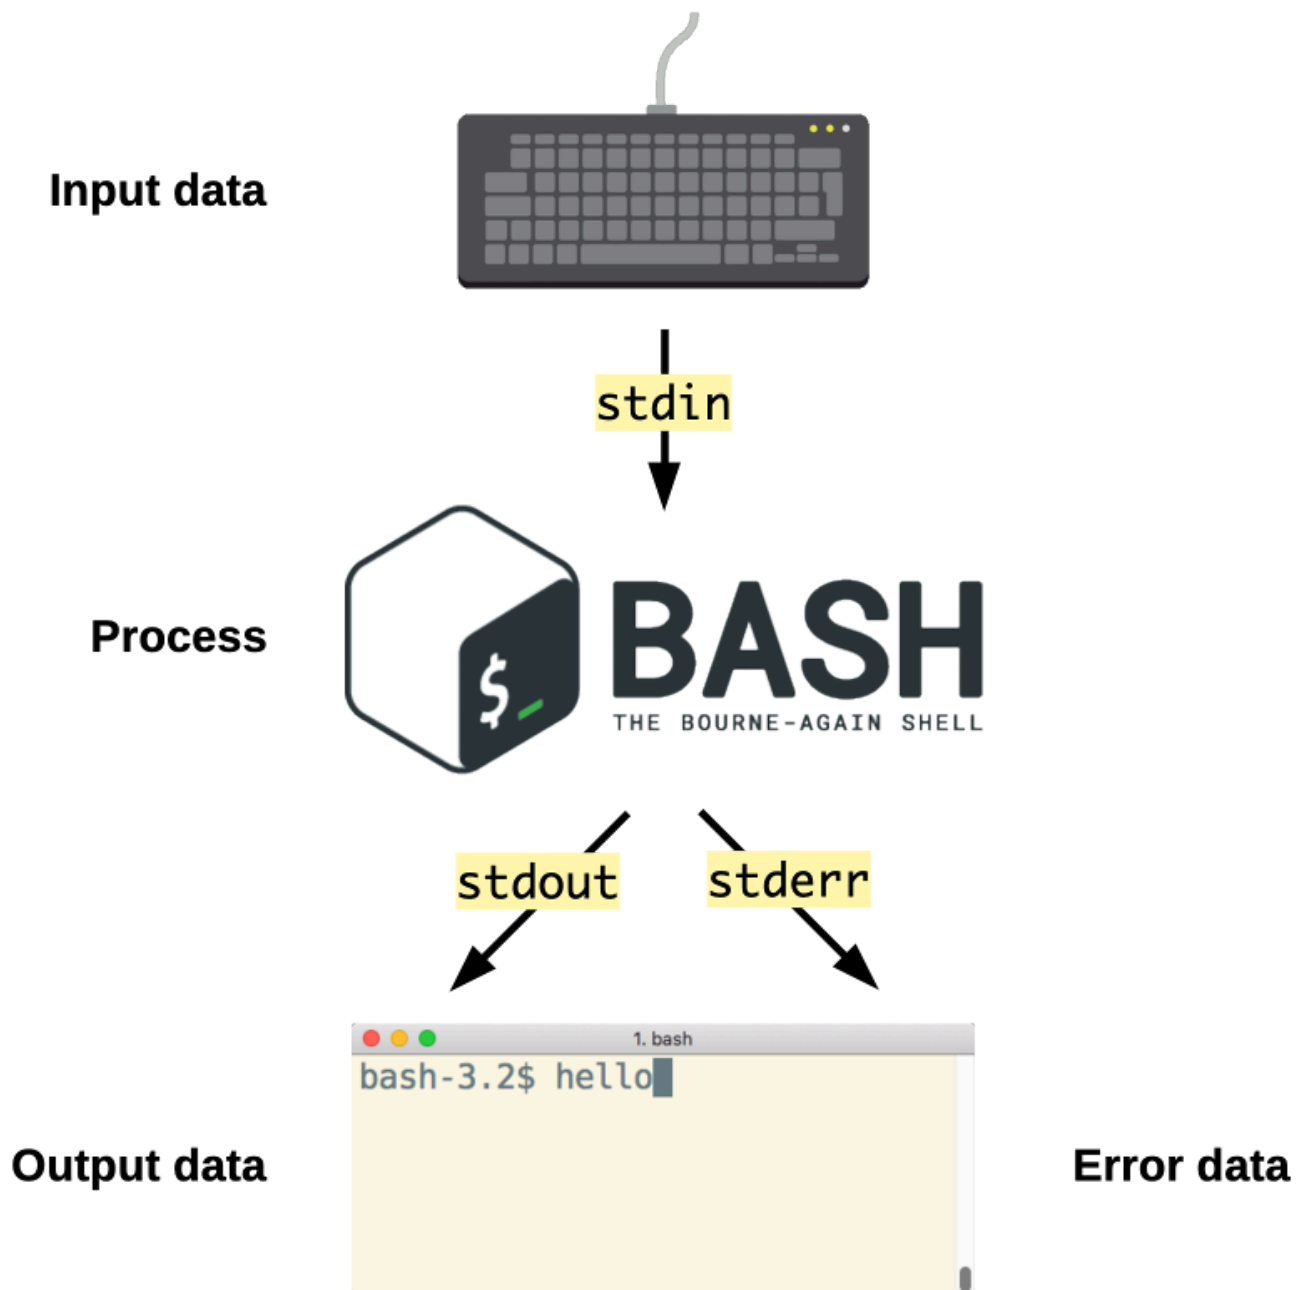 Input data
stdin
Process
$_
BASH
THE BOURNE-AGAIN SHELL
stdout
stderr
1. bash
bash-3.2$ hello
Output data
Error data